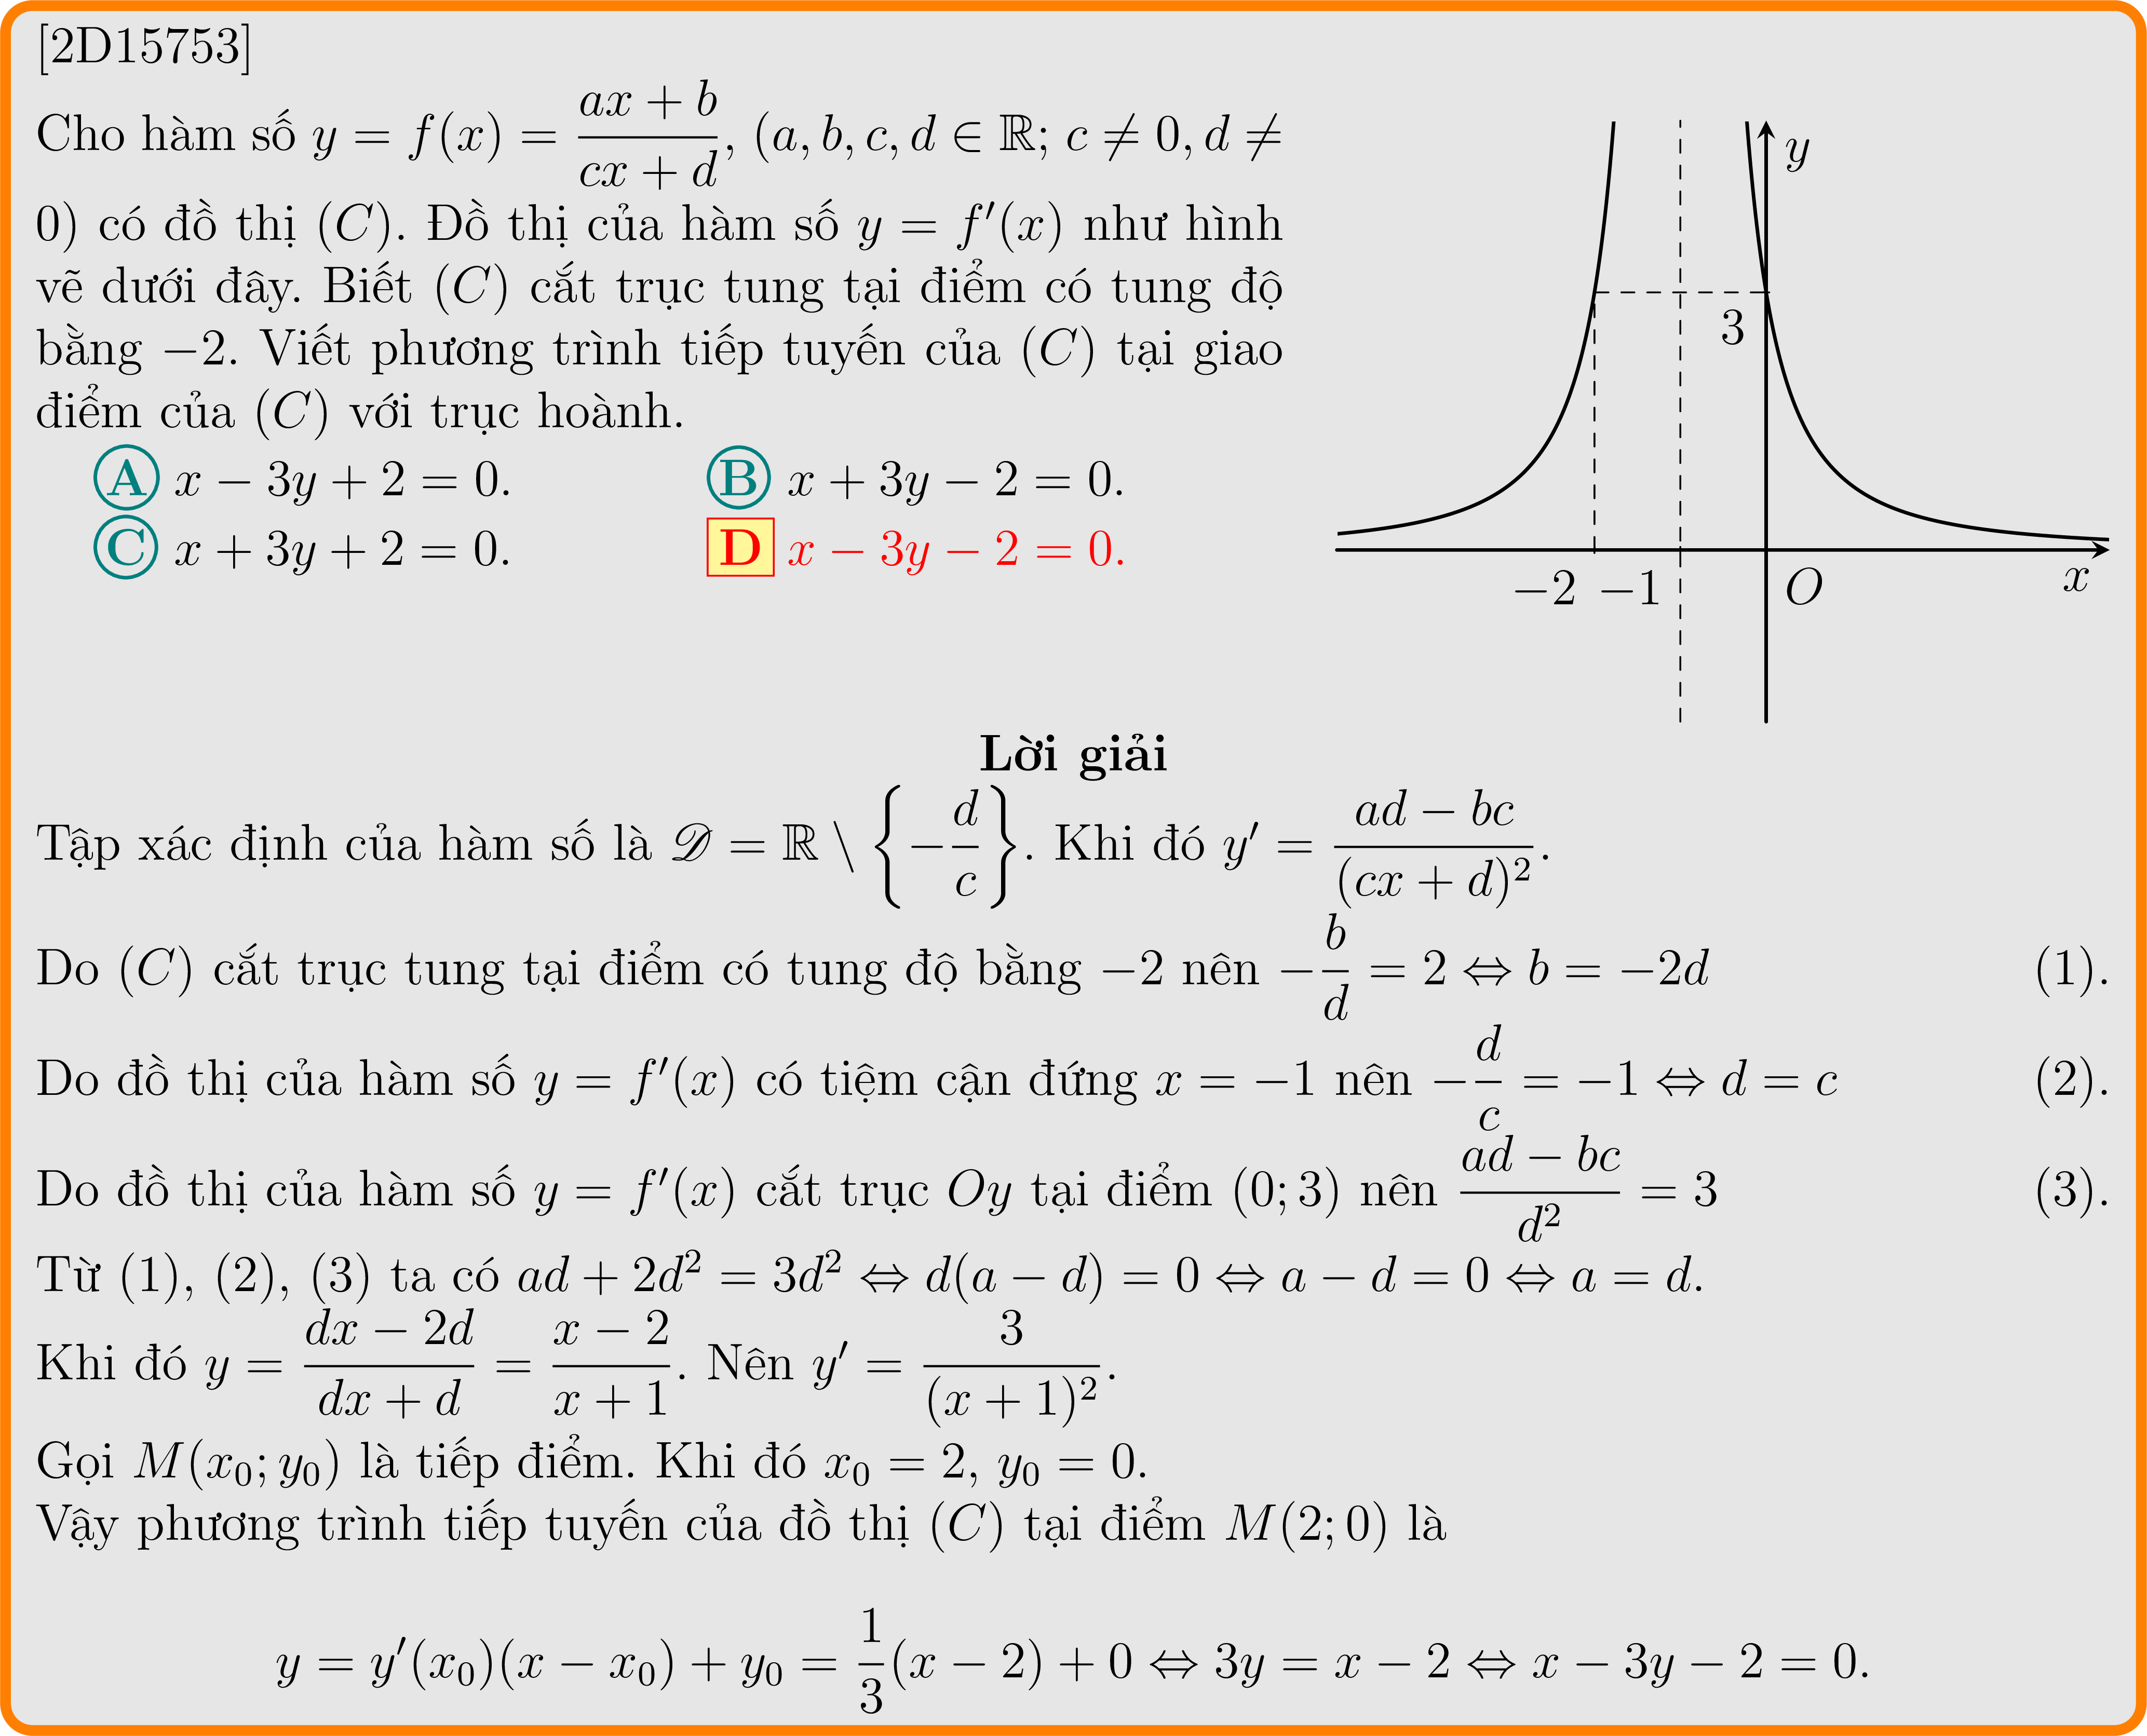 [2D15753]
Cho hàm số $y = f(x) = \dfrac{ax + b}{cx + d}$, $(a, b, c, d \in \mathbb{R}; c \neq 0, d \neq$
$0)$ có đồ thị $(C)$. Đồ thị của hàm số $y = f'(x)$ như hình
vẽ dưới đây. Biết $(C)$ cắt trục tung tại điểm có tung độ
bằng $-2$. Viết phương trình tiếp tuyến của $(C)$ tại giao
điểm của $(C)$ với trục hoành.
A $x - 3y + 2 = 0.$ B $x + 3y - 2 = 0.$
C $x + 3y + 2 = 0.$ D $x - 3y - 2 = 0.$
y
3
−2 −1 O x
Lời giải
Tập xác định của hàm số là $\mathscr{D} = \mathbb{R} \setminus \left\{-\dfrac{d}{c}\right\}$. Khi đó $y' = \dfrac{ad - bc}{(cx + d)^2}$.
Do $(C)$ cắt trục tung tại điểm có tung độ bằng $-2$ nên $-\dfrac{b}{d} = 2 \Leftrightarrow b = -2d$ (1).
Do đồ thị của hàm số $y = f'(x)$ có tiệm cận đứng $x = -1$ nên $-\dfrac{d}{c} = -1 \Leftrightarrow d = c$ (2).
Do đồ thị của hàm số $y = f'(x)$ cắt trục $Oy$ tại điểm $(0; 3)$ nên $\dfrac{ad - bc}{d^2} = 3$ (3).
Từ (1), (2), (3) ta có $ad + 2d^2 = 3d^2 \Leftrightarrow d(a - d) = 0 \Leftrightarrow a - d = 0 \Leftrightarrow a = d$.
Khi đó $y = \dfrac{dx - 2d}{dx + d} = \dfrac{x - 2}{x + 1}$. Nên $y' = \dfrac{3}{(x + 1)^2}$.
Gọi $M(x_0; y_0)$ là tiếp điểm. Khi đó $x_0 = 2$, $y_0 = 0$.
Vậy phương trình tiếp tuyến của đồ thị $(C)$ tại điểm $M(2; 0)$ là
$y = y'(x_0)(x - x_0) + y_0 = \dfrac{1}{3}(x - 2) + 0 \Leftrightarrow 3y = x - 2 \Leftrightarrow x - 3y - 2 = 0.$